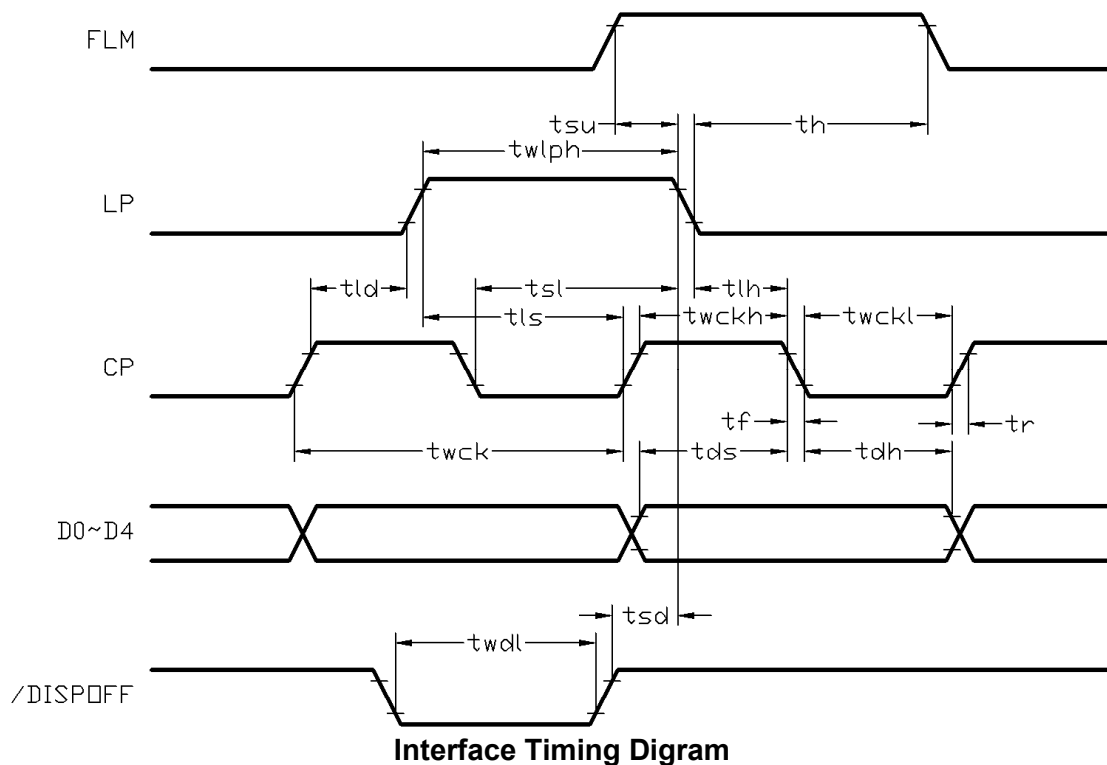 FLM
tsu
th
twlph
LP
tld
tsl
tlh
tls
twckh
twckl
CP
tf
tr
twck
tds
tdh
D0~D4
tsd
twdl
/DISPOFF
Interface Timing Digram